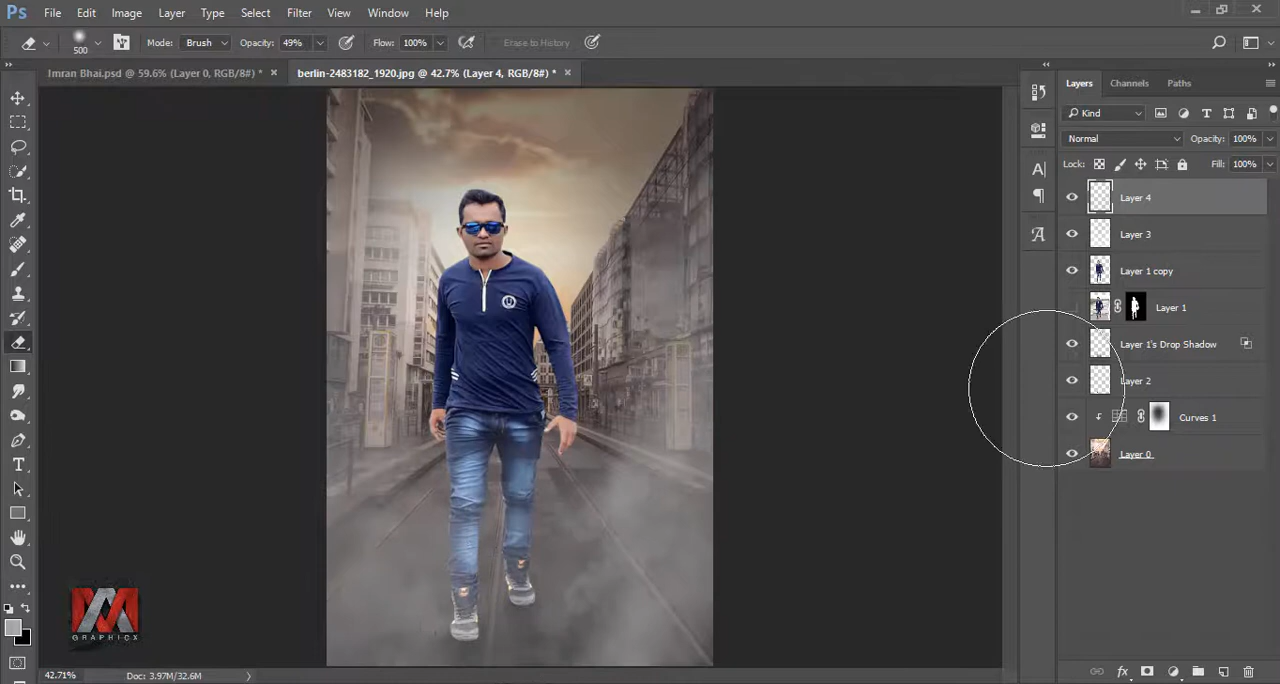 Ps File Edit Image Layer Type Select Filter View Window Help
500 Mode: Brush Opacity: 49% Flow: 100% Erase to History
Imran Bhai.psd @ 59.6% (Layer 0, RGB/8#) * × berlin-2483182_1920.jpg @ 42.7% (Layer 4, RGB/8#) * ×
Layers Channels Paths
Kind
Normal Opacity: 100%
Lock: Fill: 100%
Layer 4
Layer 3
Layer 1 copy
Layer 1
Layer 1's Drop Shadow
Layer 2
Curves 1
Layer 0
GRAPHICX
42.71% Doc: 3.97M/32.6M